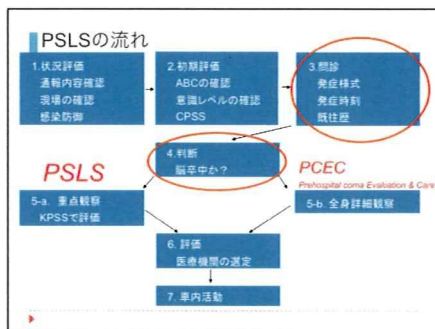 PSLSの流れ
1.状況評価
通報内容確認
現場の確認
感染防御
2.初期評価
ABCの確認
意識レベルの確認
CPSS
3.問診
発症様式
発症時刻
既往歴
4.判断
脳卒中か？
PSLS
PCEC
Prehospital coma Evaluation & Care
5-a. 重点観察
KPSSで評価
5-b. 全身詳細観察
6. 評価
医療機関の選定
7. 車内活動